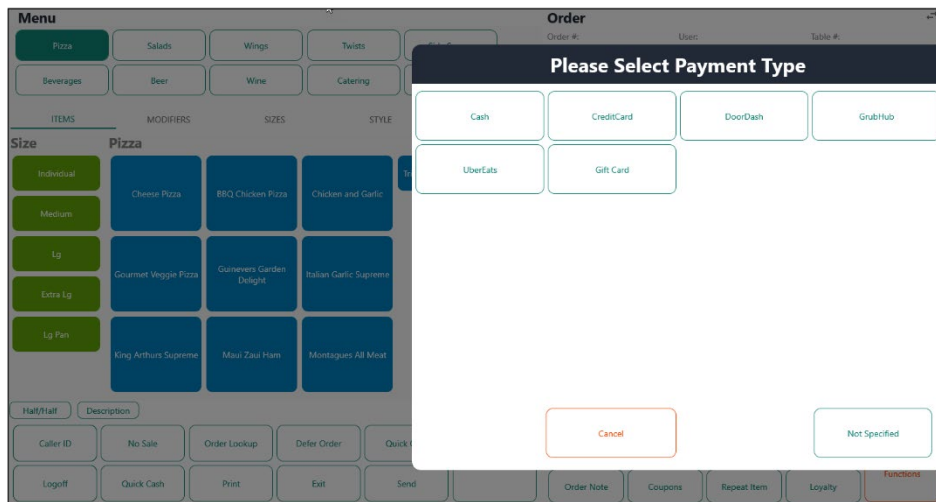 Menu
Pizza
Salads
Wings
Twists
Beverages
Beer
Wine
Catering
ITEMS
MODIFIERS
SIZES
STYLE
Size
Pizza
Individual
Medium
Lg
Extra Lg
Lg Pan
Cheese Pizza
BBQ Chicken Pizza
Chicken and Garlic
Gourmet Veggie Pizza
Guinevers Garden
Delight
Italian Garlic Supreme
King Arthurs Supreme
Maui Zaui Ham
Montagues All Meat
Half/Half
Description
Caller ID
No Sale
Order Lookup
Defer Order
Quick
Logoff
Quick Cash
Print
Exit
Send
Order
Order #:
User:
Table #:
Please Select Payment Type
Cash
CreditCard
DoorDash
GrubHub
UberEats
Gift Card
Cancel
Not Specified
Order Note
Coupons
Repeat Item
Loyalty
Functions